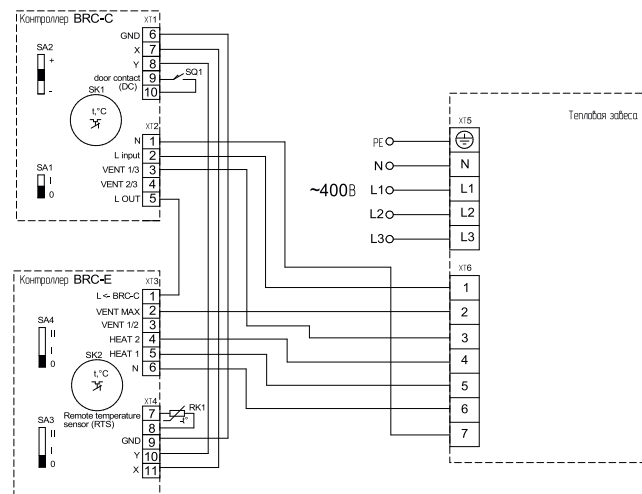 Контроллер BRC-C
XT1
SA2
+
-
SK1
t,°C
GND 6
X 7
Y 8
door contact 9
(DC) 10
SQ1
XT2
N 1
L input 2
VENT 1/3 3
VENT 2/3 4
L OUT 5
SA1
I
0
Контроллер BRC-E
XT3
L <- BRC-C 1
VENT MAX 2
VENT 1/2 3
HEAT 2 4
HEAT 1 5
N 6
SA4
II
I
0
SK2
t,°C
XT4
Remote temperature 7
sensor (RTS) 8
RK1
t°
GND 9
Y 10
X 11
SA3
II
I
0
Тепловая завеса
XT5
PE
N N
~400В
L1 L1
L2 L2
L3 L3
XT6
1
2
3
4
5
6
7